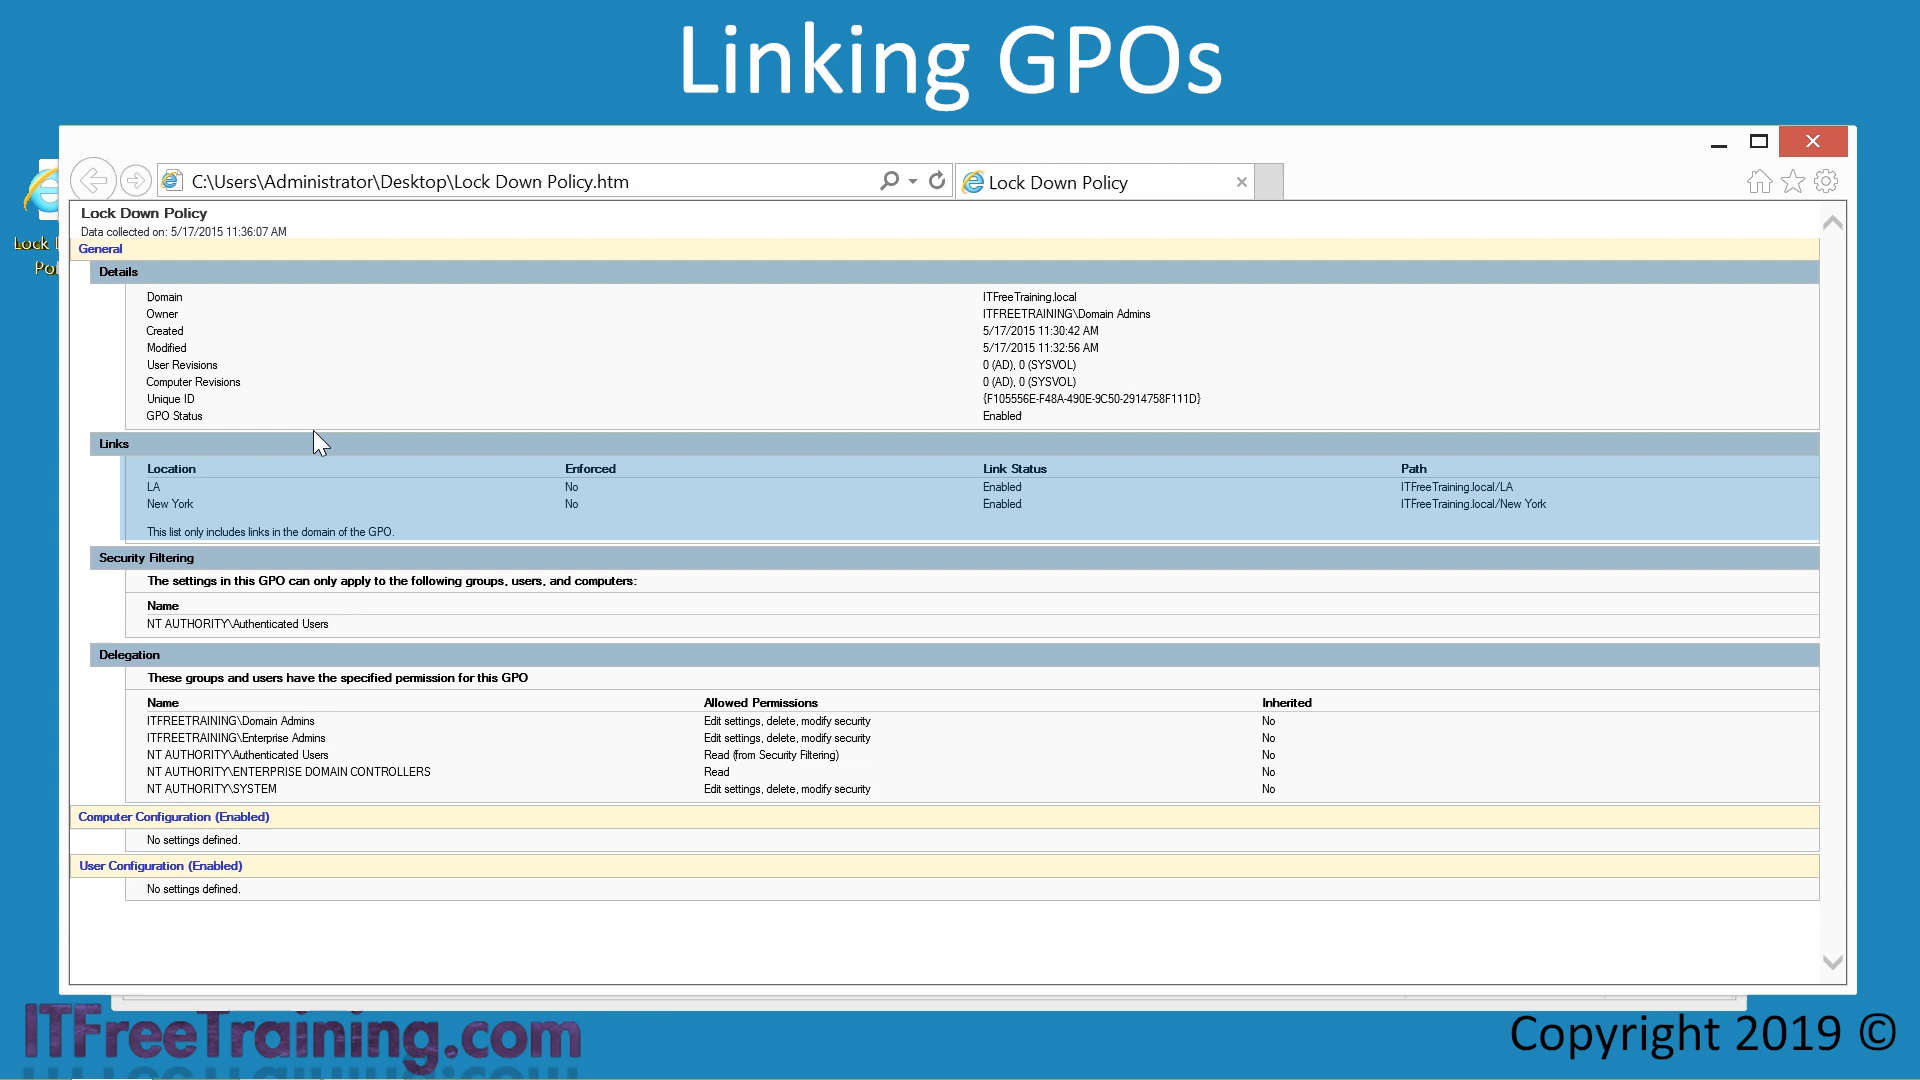 Linking GPOs
C:\Users\Administrator\Desktop\Lock Down Policy.htm
Lock Down Policy
Lock
Lock Down Policy
Data collected on: 5/17/2015 11:36:07 AM
General
Details
Domain ITFreeTraining.local
Owner ITFREETRAINING\Domain Admins
Created 5/17/2015 11:30:42 AM
Modified 5/17/2015 11:32:56 AM
User Revisions 0 (AD), 0 (SYSVOL)
Computer Revisions 0 (AD), 0 (SYSVOL)
Unique ID {F105556E-F48A-490E-9C50-2914758F111D}
GPO Status Enabled
Links
Location Enforced Link Status Path
LA No Enabled ITFreeTraining.local/LA
New York No Enabled ITFreeTraining.local/New York
This list only includes links in the domain of the GPO.
Security Filtering
The settings in this GPO can only apply to the following groups, users, and computers:
Name
NT AUTHORITY\Authenticated Users
Delegation
These groups and users have the specified permission for this GPO
Name Allowed Permissions Inherited
ITFREETRAINING\Domain Admins Edit settings, delete, modify security No
ITFREETRAINING\Enterprise Admins Edit settings, delete, modify security No
NT AUTHORITY\Authenticated Users Read (from Security Filtering) No
NT AUTHORITY\ENTERPRISE DOMAIN CONTROLLERS Read No
NT AUTHORITY\SYSTEM Edit settings, delete, modify security No
Computer Configuration (Enabled)
No settings defined.
User Configuration (Enabled)
No settings defined.
ITFreeTraining.com
Copyright 2019 ©